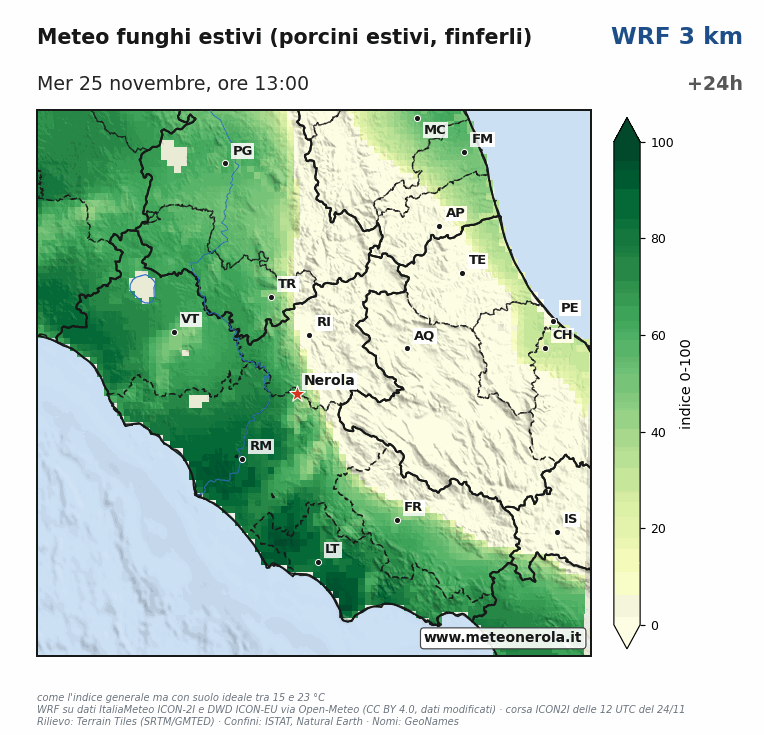 Meteo funghi estivi (porcini estivi, finferli)
WRF 3 km
Mer 25 novembre, ore 13:00
+24h
MC
FM
PG
AP
TE
TR
PE
RI
VT
AQ
CH
Nerola
RM
FR
IS
LT
www.meteonerola.it
100
80
60
40
20
0
indice 0-100
come l'indice generale ma con suolo ideale tra 15 e 23 °C
WRF su dati ItaliaMeteo ICON-2I e DWD ICON-EU via Open-Meteo (CC BY 4.0, dati modificati) · corsa ICON2I delle 12 UTC del 24/11
Rilievo: Terrain Tiles (SRTM/GMTED) · Confini: ISTAT, Natural Earth · Nomi: GeoNames